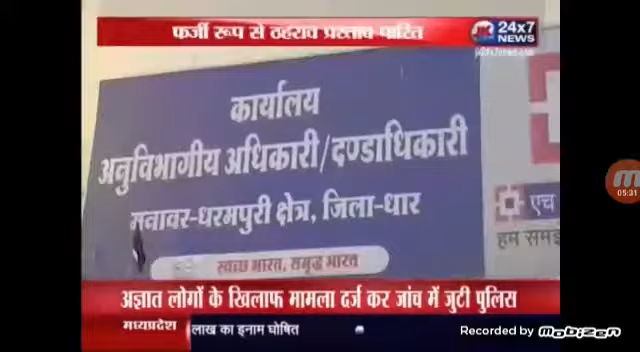 फर्जी रूप से ठहराव प्रस्ताव पारित
24x7
NEWS
कार्यालय
अनुविभागीय अधिकारी/दण्डाधिकारी
मनावर-धरमपुरी क्षेत्र, जिला-धार
स्वच्छ भारत, समृद्ध भारत
एच
हम समझ
05:31
अज्ञात लोगों के खिलाफ मामला दर्ज कर जांच में जुटी पुलिस
मध्यप्रदेश
लाख का इनाम घोषित
Recorded by mobizen